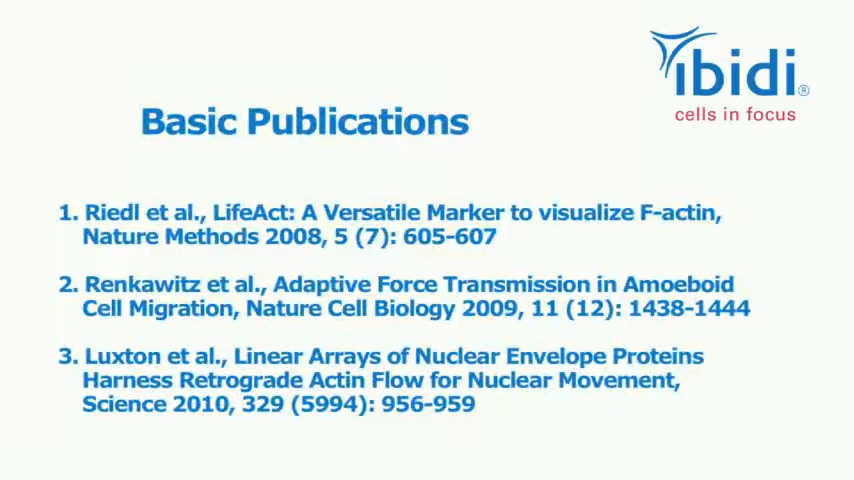 ibidi®
cells in focus
Basic Publications
1. Riedl et al., LifeAct: A Versatile Marker to visualize F-actin,
Nature Methods 2008, 5 (7): 605-607
2. Renkawitz et al., Adaptive Force Transmission in Amoeboid
Cell Migration, Nature Cell Biology 2009, 11 (12): 1438-1444
3. Luxton et al., Linear Arrays of Nuclear Envelope Proteins
Harness Retrograde Actin Flow for Nuclear Movement,
Science 2010, 329 (5994): 956-959